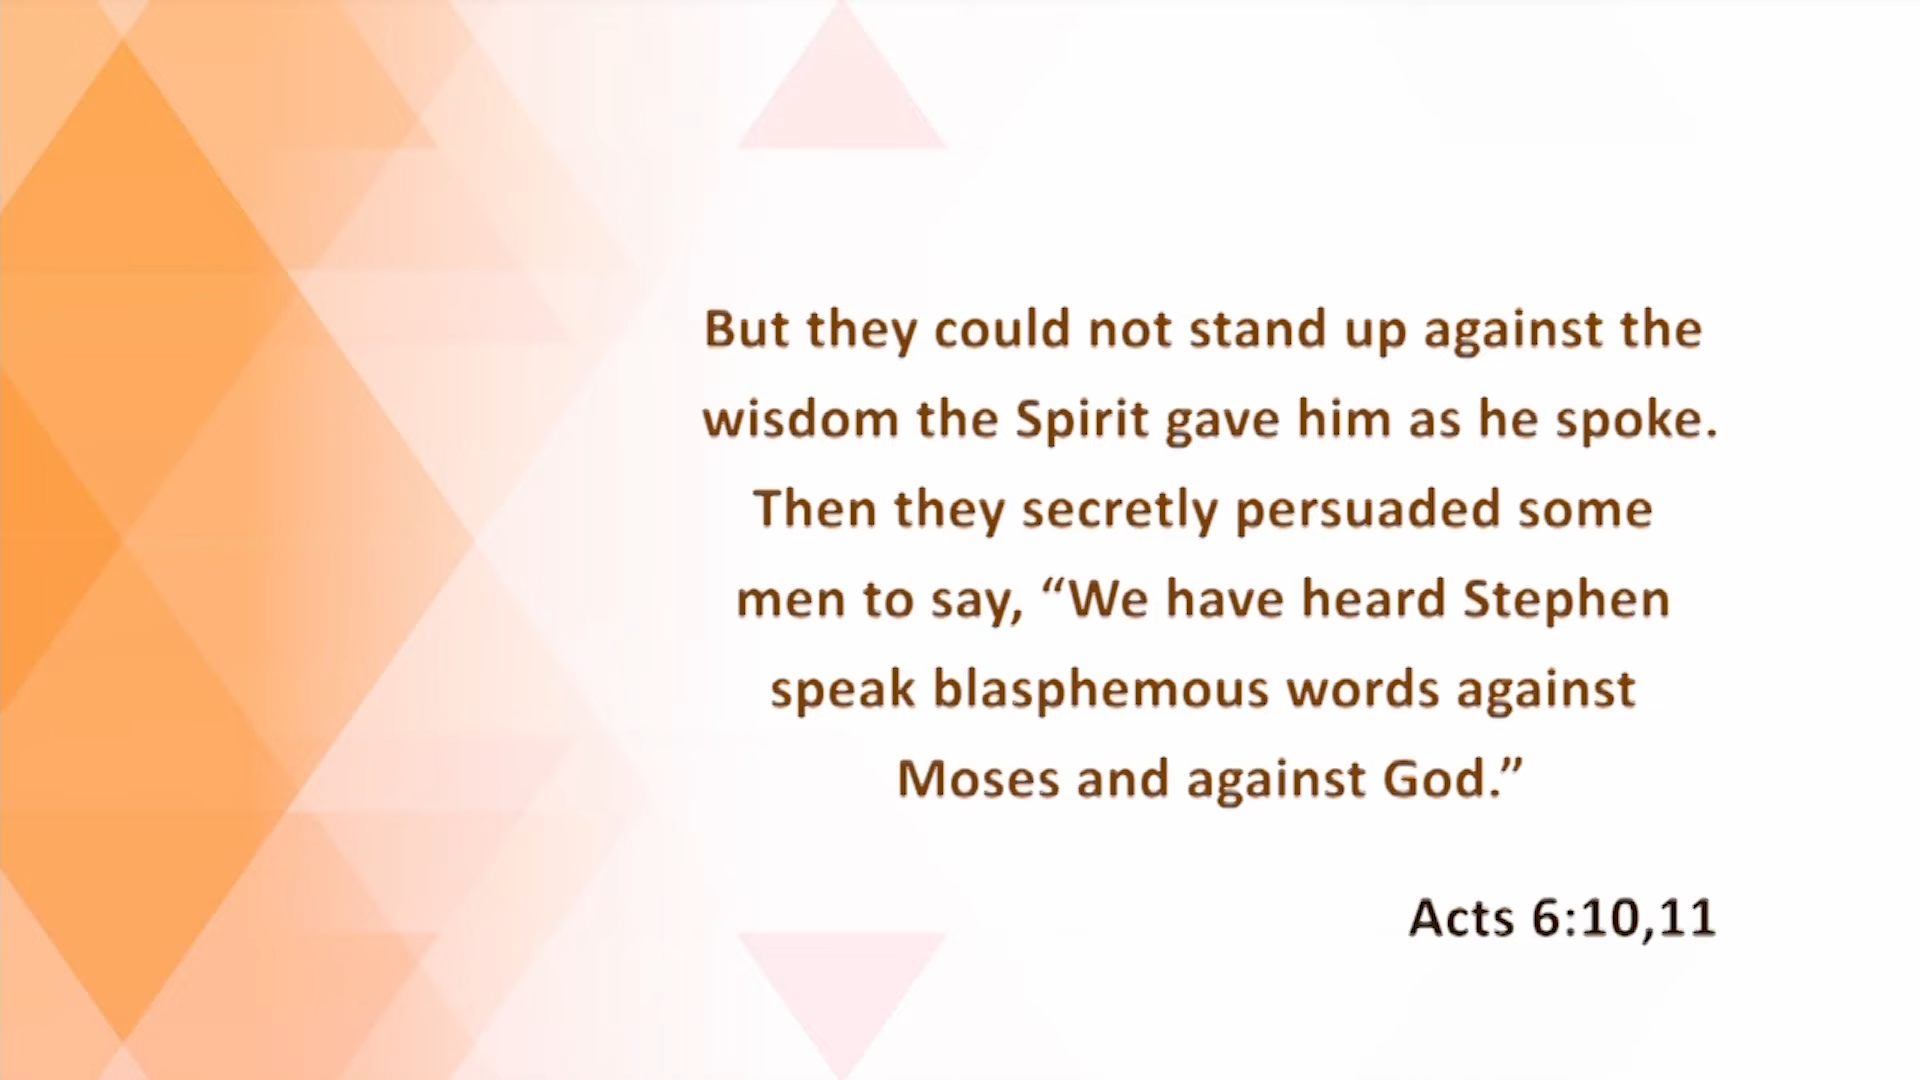 But they could not stand up against the
wisdom the Spirit gave him as he spoke.
Then they secretly persuaded some
men to say, “We have heard Stephen
speak blasphemous words against
Moses and against God.”
Acts 6:10,11